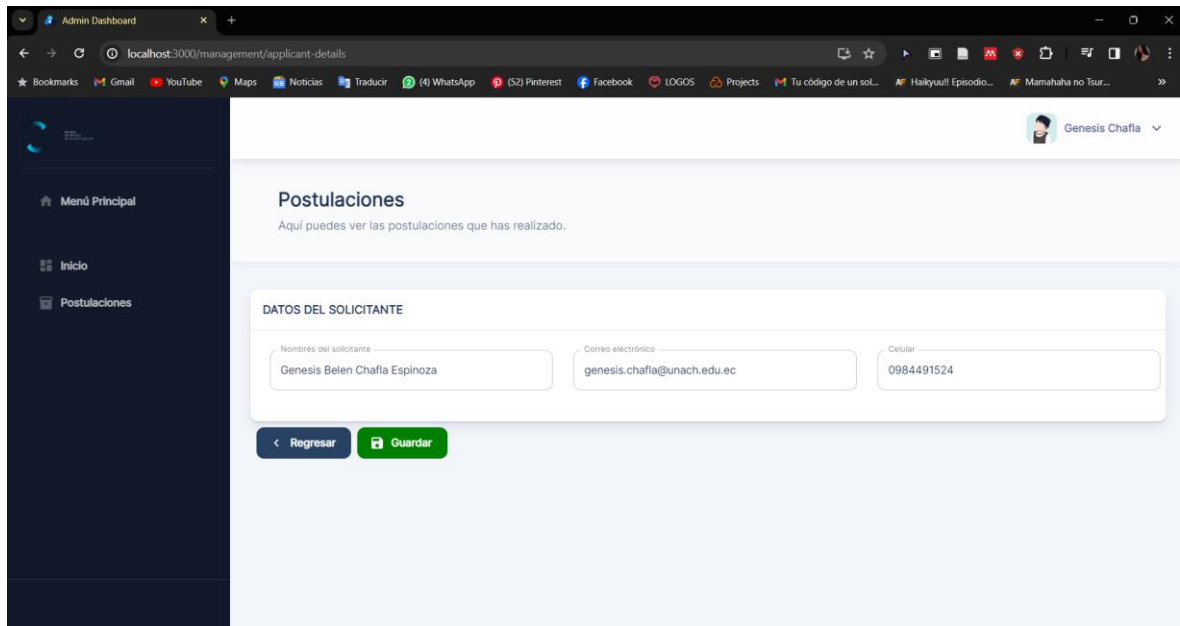 Admin Dashboard
localhost:3000/management/applicant-details
Bookmarks Gmail YouTube Maps Noticias Traducir (4) WhatsApp (52) Pinterest Facebook LOGOS Projects Tu código de un sol... Haikyuu!! Episodio... Mamahaha no Tsur...
Genesis Chafla
Menú Principal
Inicio
Postulaciones
Postulaciones
Aquí puedes ver las postulaciones que has realizado.
DATOS DEL SOLICITANTE
Nombres del solicitante Correo electrónico Celular
Genesis Belen Chafla Espinoza genesis.chafla@unach.edu.ec 0984491524
Regresar Guardar